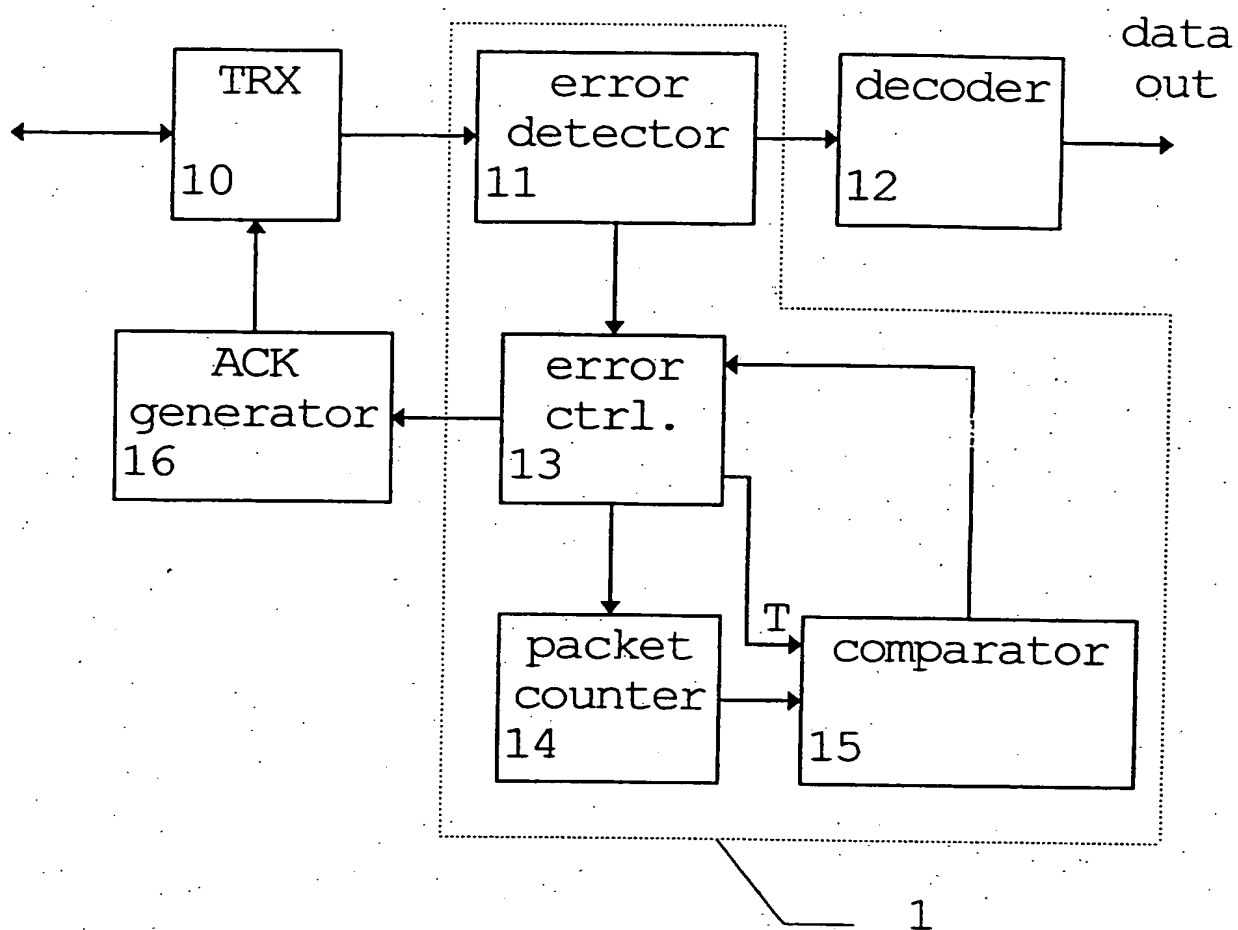 TRX
10
error
detector
11
decoder
12
data
out
ACK
generator
16
error
ctrl.
13
T
packet
counter
14
comparator
15
1